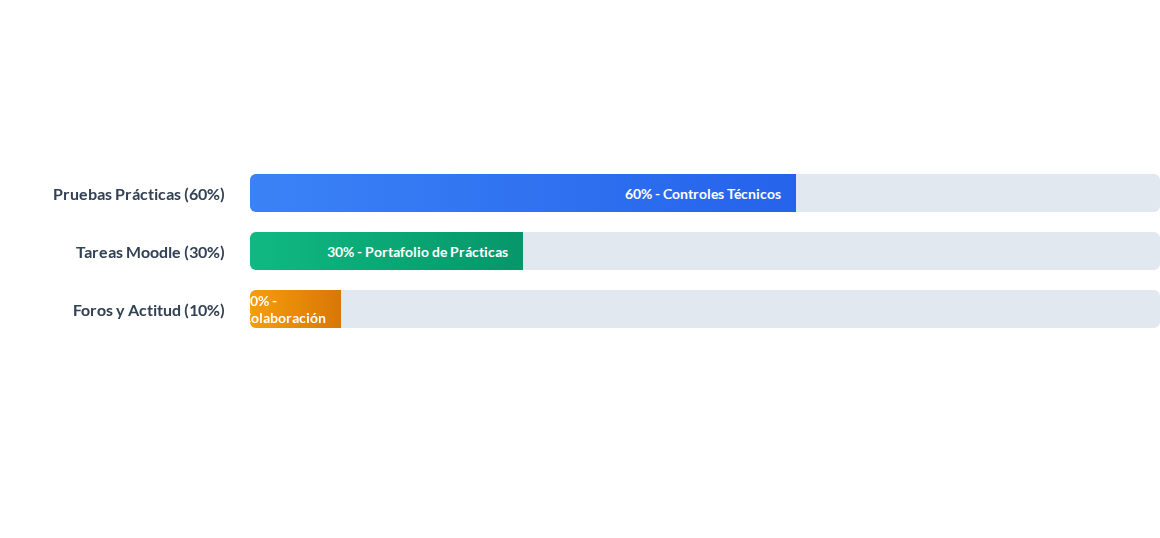 Pruebas Prácticas (60%)
60% - Controles Técnicos
Tareas Moodle (30%)
30% - Portafolio de Prácticas
Foros y Actitud (10%)
0% -
olaboración